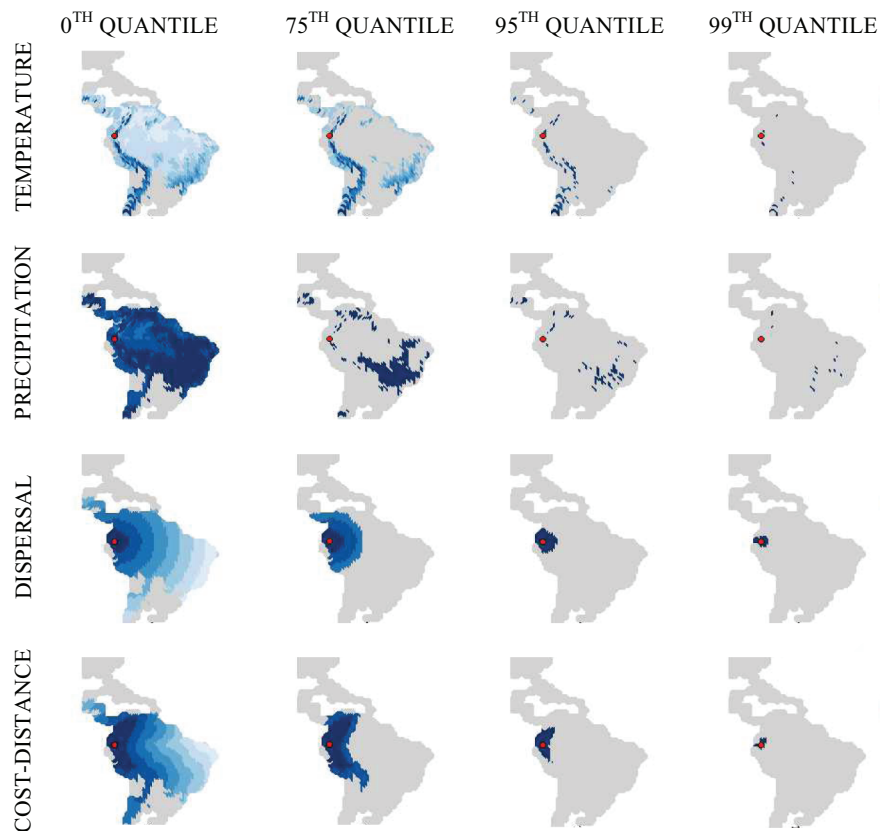 0TH QUANTILE 75TH QUANTILE 95TH QUANTILE 99TH QUANTILE
TEMPERATURE
PRECIPITATION
DISPERSAL
COST-DISTANCE